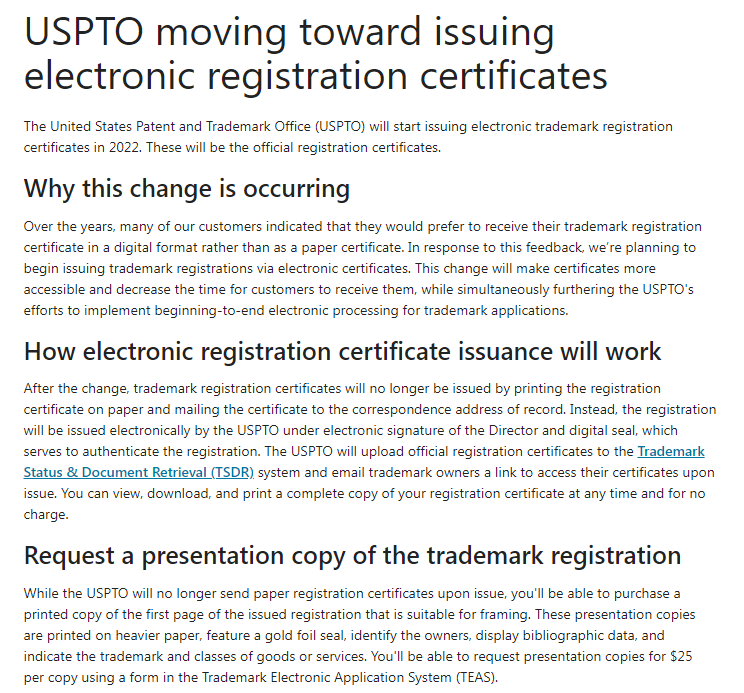 USPTO moving toward issuing
electronic registration certificates
The United States Patent and Trademark Office (USPTO) will start issuing electronic trademark registration
certificates in 2022. These will be the official registration certificates.
Why this change is occurring
Over the years, many of our customers indicated that they would prefer to receive their trademark registration
certificate in a digital format rather than as a paper certificate. In response to this feedback, we're planning to
begin issuing trademark registrations via electronic certificates. This change will make certificates more
accessible and decrease the time for customers to receive them, while simultaneously furthering the USPTO's
efforts to implement beginning-to-end electronic processing for trademark applications.
How electronic registration certificate issuance will work
After the change, trademark registration certificates will no longer be issued by printing the registration
certificate on paper and mailing the certificate to the correspondence address of record. Instead, the registration
will be issued electronically by the USPTO under electronic signature of the Director and digital seal, which
serves to authenticate the registration. The USPTO will upload official registration certificates to the Trademark
Status & Document Retrieval (TSDR) system and email trademark owners a link to access their certificates upon
issue. You can view, download, and print a complete copy of your registration certificate at any time and for no
charge.
Request a presentation copy of the trademark registration
While the USPTO will no longer send paper registration certificates upon issue, you'll be able to purchase a
printed copy of the first page of the issued registration that is suitable for framing. These presentation copies
are printed on heavier paper, feature a gold foil seal, identify the owners, display bibliographic data, and
indicate the trademark and classes of goods or services. You'll be able to request presentation copies for $25
per copy using a form in the Trademark Electronic Application System (TEAS).